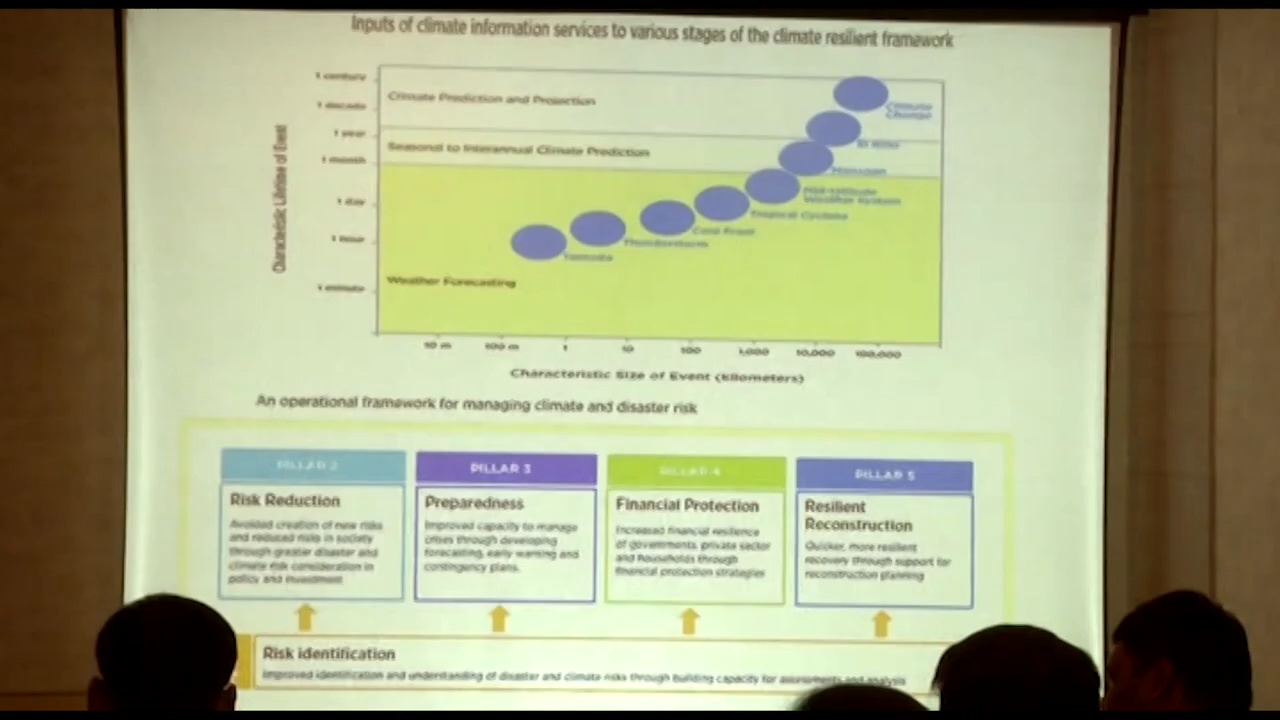 Inputs of climate information services to various stages of the climate resilient framework
1 century
1 decade
1 year
1 month
1 day
1 hour
1 minute
Characteristic Lifetime of Event
Climate Prediction and Projection
Seasonal to Interannual Climate Prediction
Weather Forecasting
Climate
Change
El Niño
Monsoon
Mid-latitude
Weather System
Tropical Cyclone
Cold Front
Thunderstorm
Tornado
10 m 100 m 1 10 100 1,000 10,000 100,000
Characteristic Size of Event (Kilometers)
An operational framework for managing climate and disaster risk
PILLAR 2
Risk Reduction
Avoided creation of new risks
and reduced risks in society
through greater disaster and
climate risk consideration in
policy and investment
PILLAR 3
Preparedness
Improved capacity to manage
crises through developing
forecasting, early warning and
contingency plans.
PILLAR 4
Financial Protection
Increased financial resilience
of governments, private sector
and households through
financial protection strategies
PILLAR 5
Resilient
Reconstruction
Quicker, more resilient
recovery through support for
reconstruction planning
Risk identification
Improved identification and understanding of disaster and climate risks through building capacity for assessments and analysis